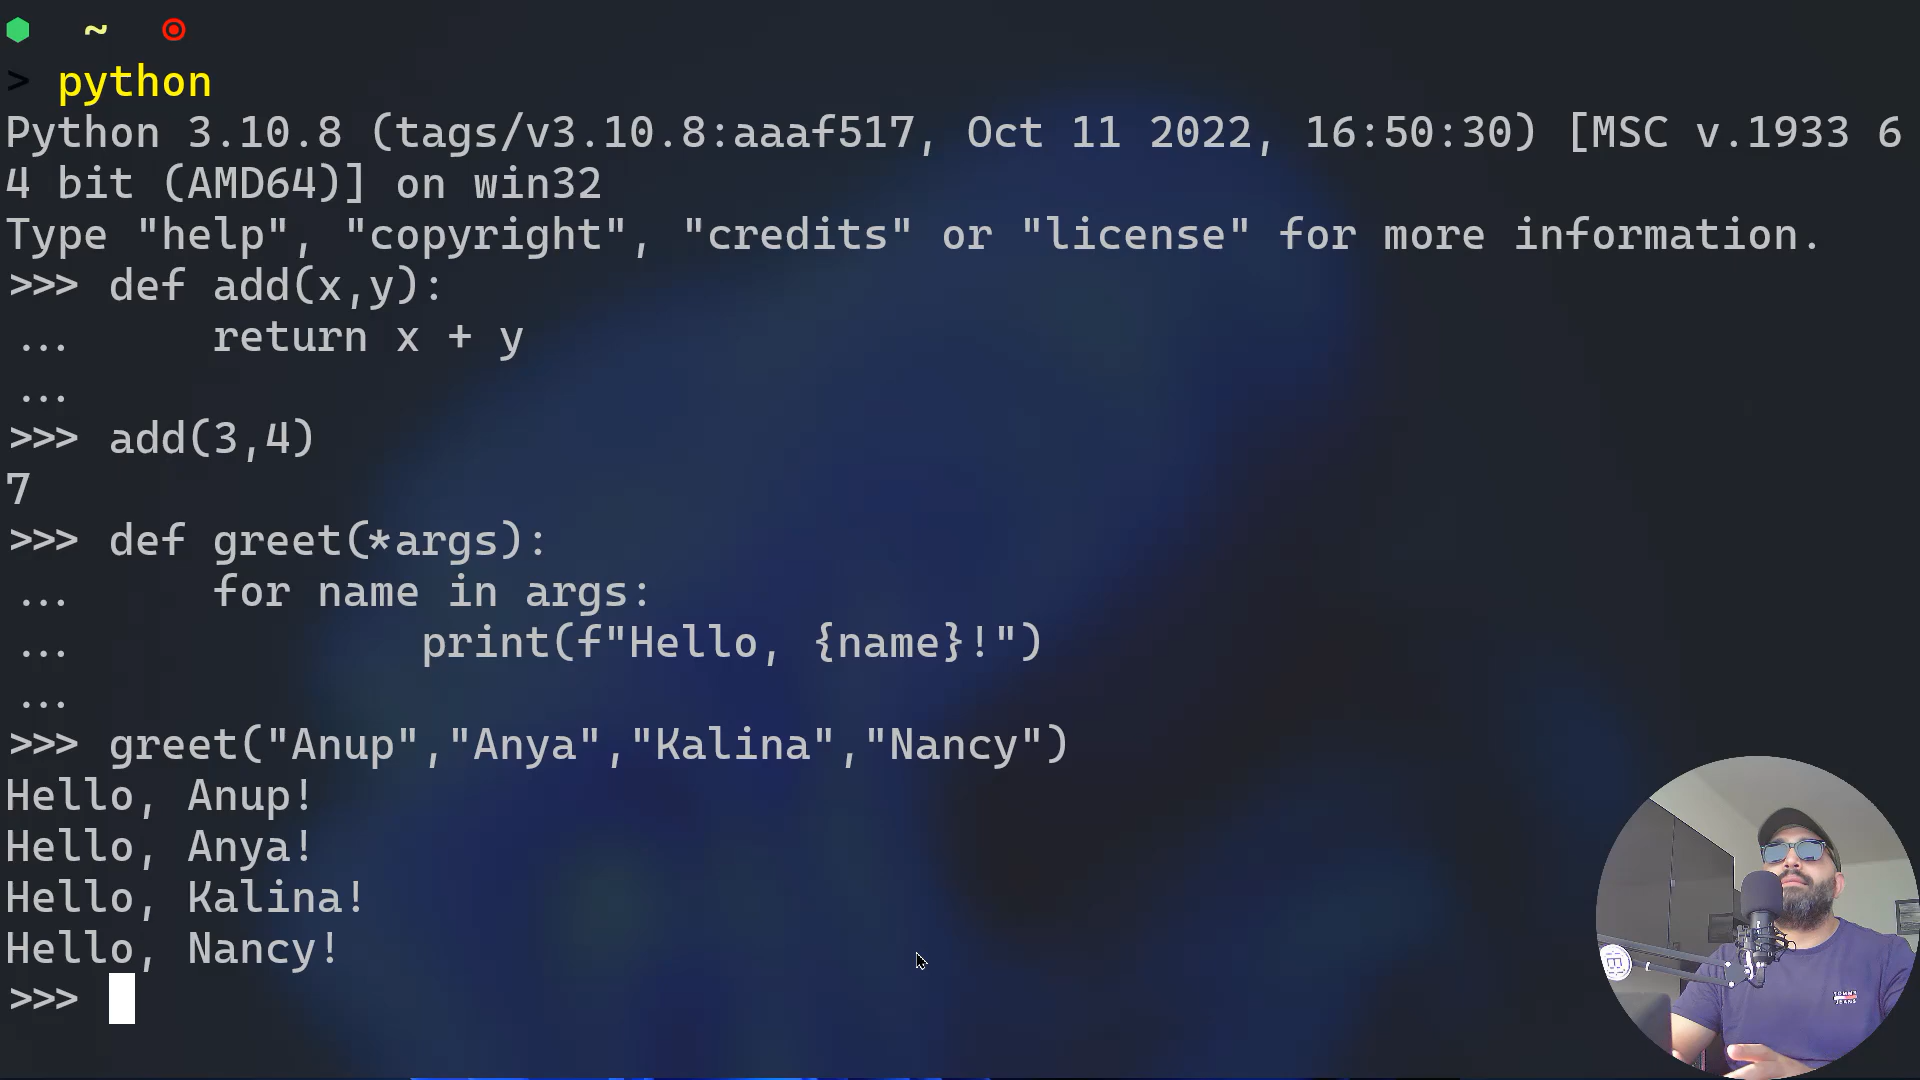 ~
> python
Python 3.10.8 (tags/v3.10.8:aaaf517, Oct 11 2022, 16:50:30) [MSC v.1933 6
4 bit (AMD64)] on win32
Type "help", "copyright", "credits" or "license" for more information.
>>> def add(x,y):
...     return x + y
...
>>> add(3,4)
7
>>> def greet(*args):
...     for name in args:
...             print(f"Hello, {name}!")
...
>>> greet("Anup","Anya","Kalina","Nancy")
Hello, Anup!
Hello, Anya!
Hello, Kalina!
Hello, Nancy!
>>>
TOMMY
JEANS